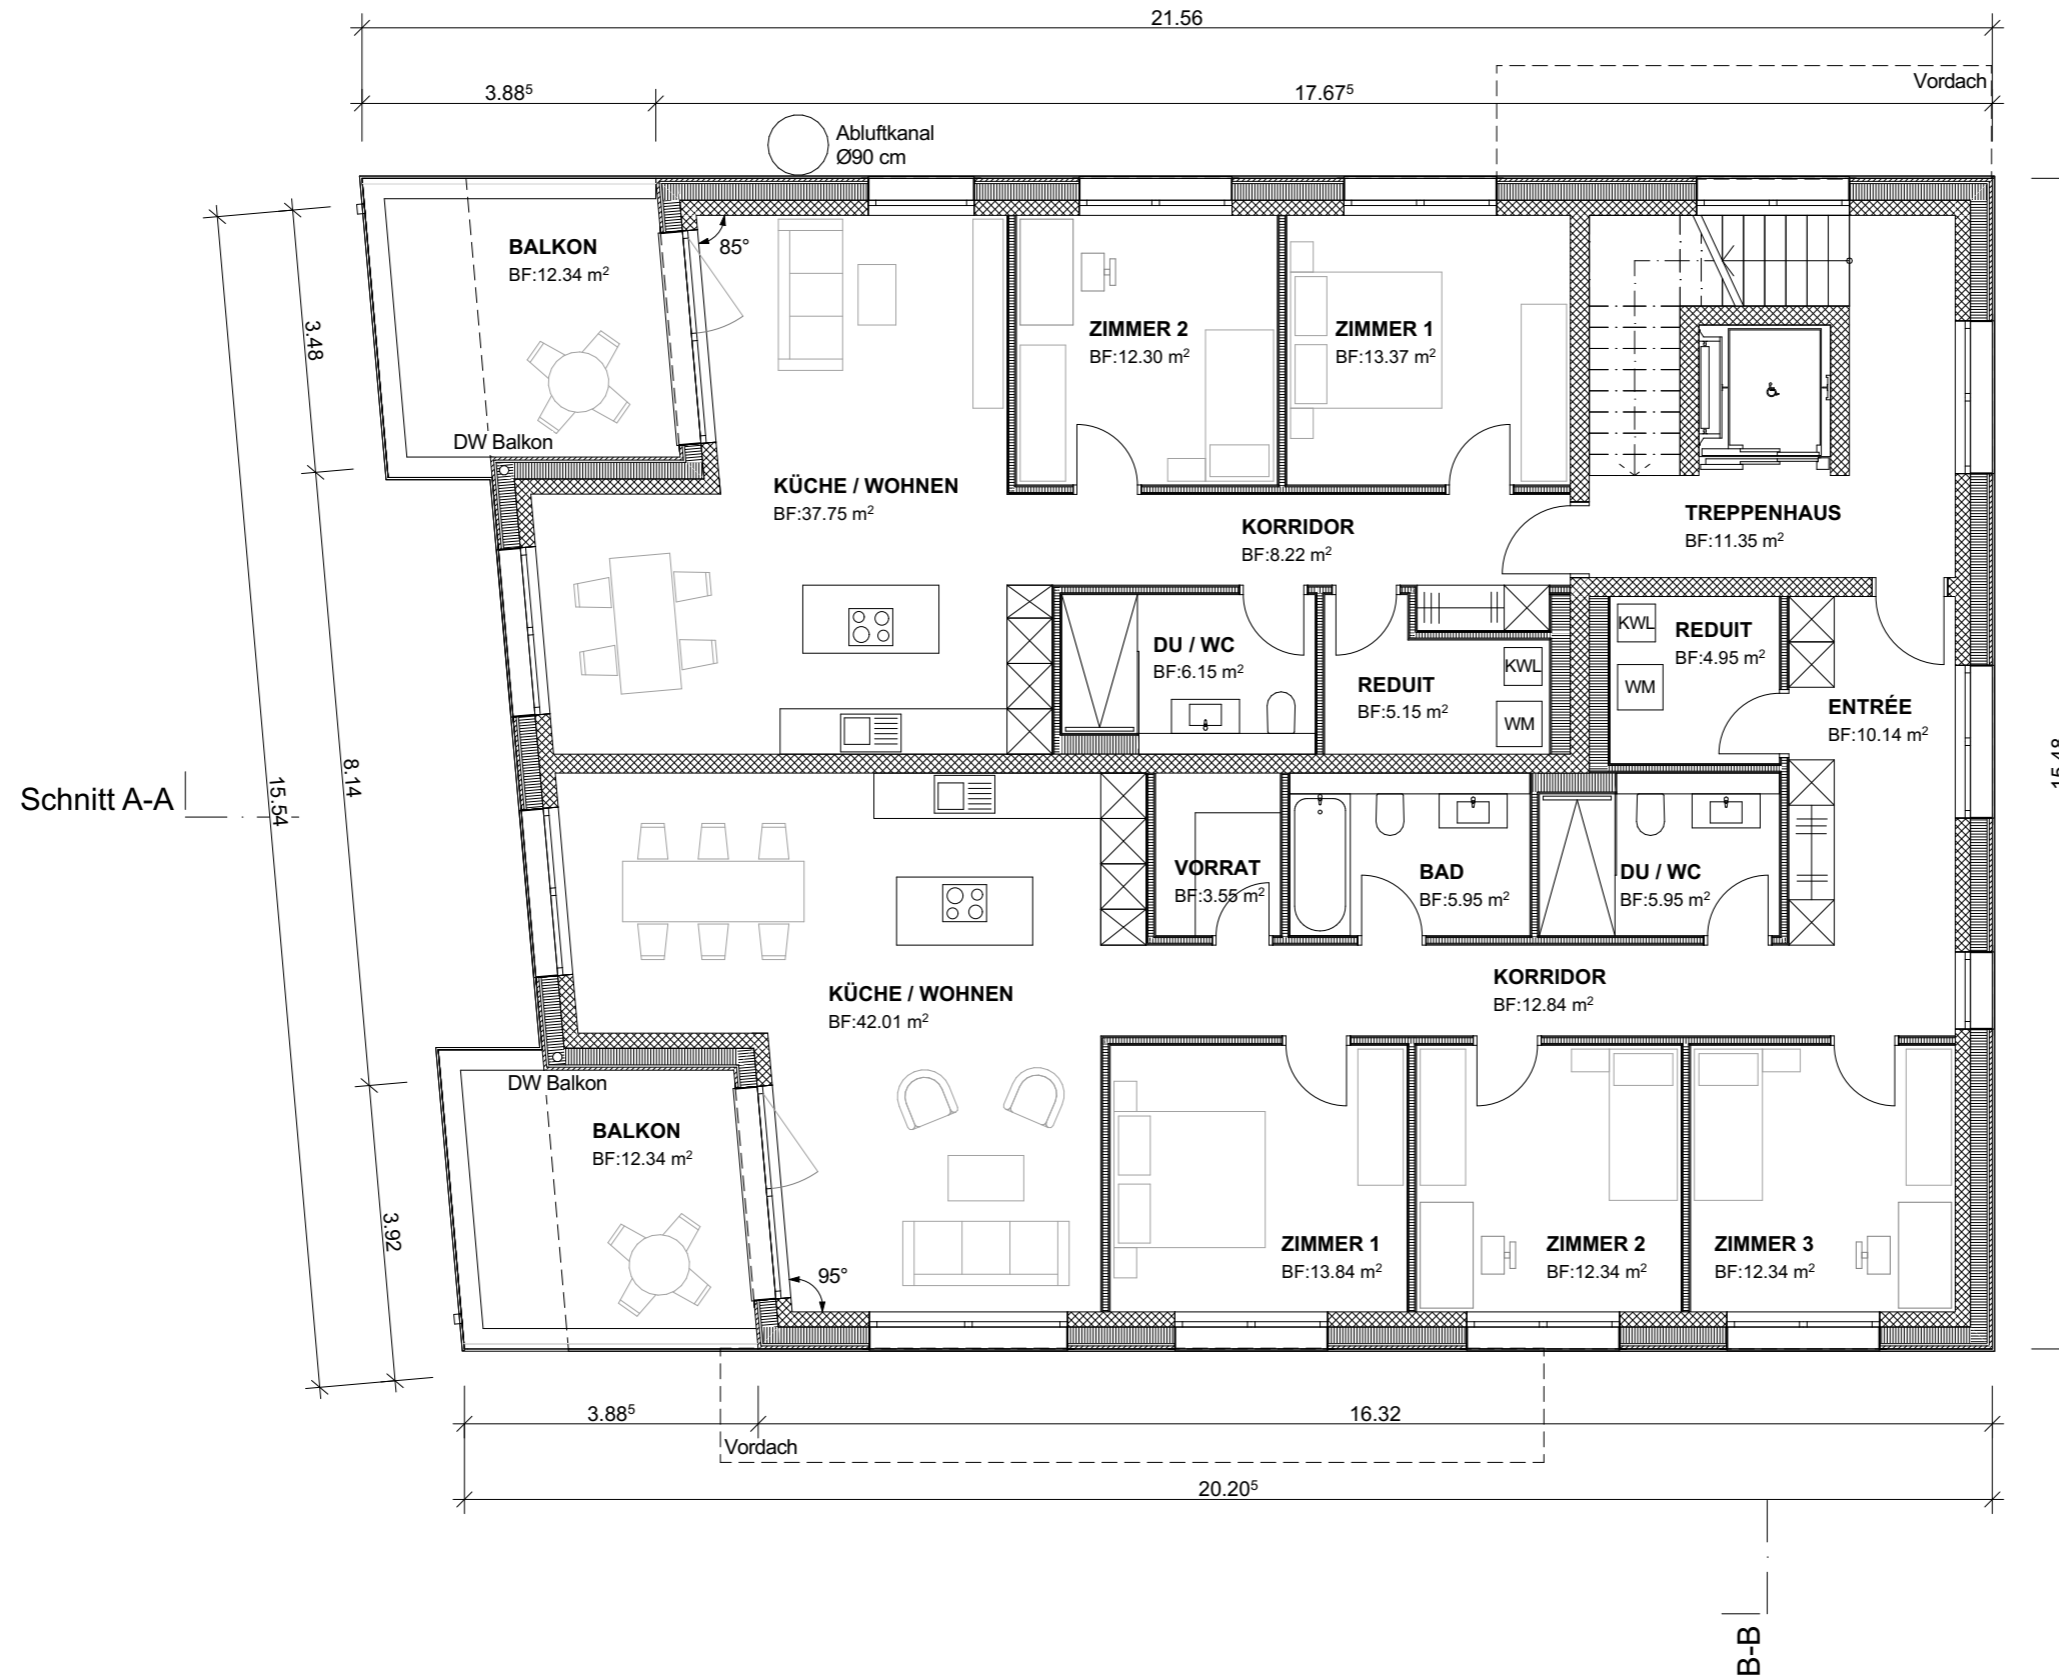 21.56
3.88⁵
17.67⁵
Vordach
Abluftkanal
Ø90 cm
85°
BALKON
BF:12.34 m²
3.48
ZIMMER 2
BF:12.30 m²
ZIMMER 1
BF:13.37 m²
DW Balkon
KÜCHE / WOHNEN
BF:37.75 m²
KORRIDOR
BF:8.22 m²
TREPPENHAUS
BF:11.35 m²
DU / WC
BF:6.15 m²
REDUIT
BF:5.15 m²
KWL
WM
KWL
WM
REDUIT
BF:4.95 m²
ENTRÉE
BF:10.14 m²
15.48
Schnitt A-A
15.54
8.14
VORRAT
BF:3.55 m²
BAD
BF:5.95 m²
DU / WC
BF:5.95 m²
KÜCHE / WOHNEN
BF:42.01 m²
KORRIDOR
BF:12.84 m²
DW Balkon
BALKON
BF:12.34 m²
3.92
95°
ZIMMER 1
BF:13.84 m²
ZIMMER 2
BF:12.34 m²
ZIMMER 3
BF:12.34 m²
3.88⁵
16.32
Vordach
20.20⁵
B-B